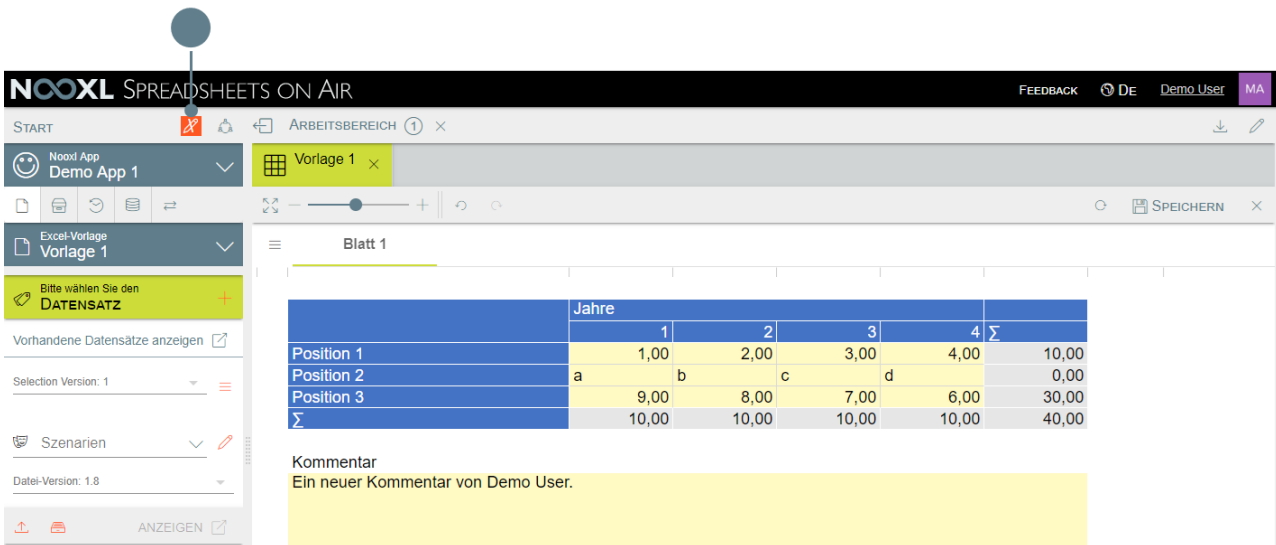 NOOXL SPREADSHEETS ON AIR
FEEDBACK DE Demo User MA
START
ARBEITSBEREICH 1
Nooxl App
Demo App 1
Vorlage 1
SPEICHERN
Excel-Vorlage
Vorlage 1
Blatt 1
Bitte wählen Sie den
DATENSATZ
Vorhandene Datensätze anzeigen
Selection Version: 1
Szenarien
Datei-Version: 1.8
ANZEIGEN
Jahre
1 2 3 4 Σ
Position 1 1,00 2,00 3,00 4,00 10,00
Position 2 a b c d 0,00
Position 3 9,00 8,00 7,00 6,00 30,00
Σ 10,00 10,00 10,00 10,00 40,00
Kommentar
Ein neuer Kommentar von Demo User.